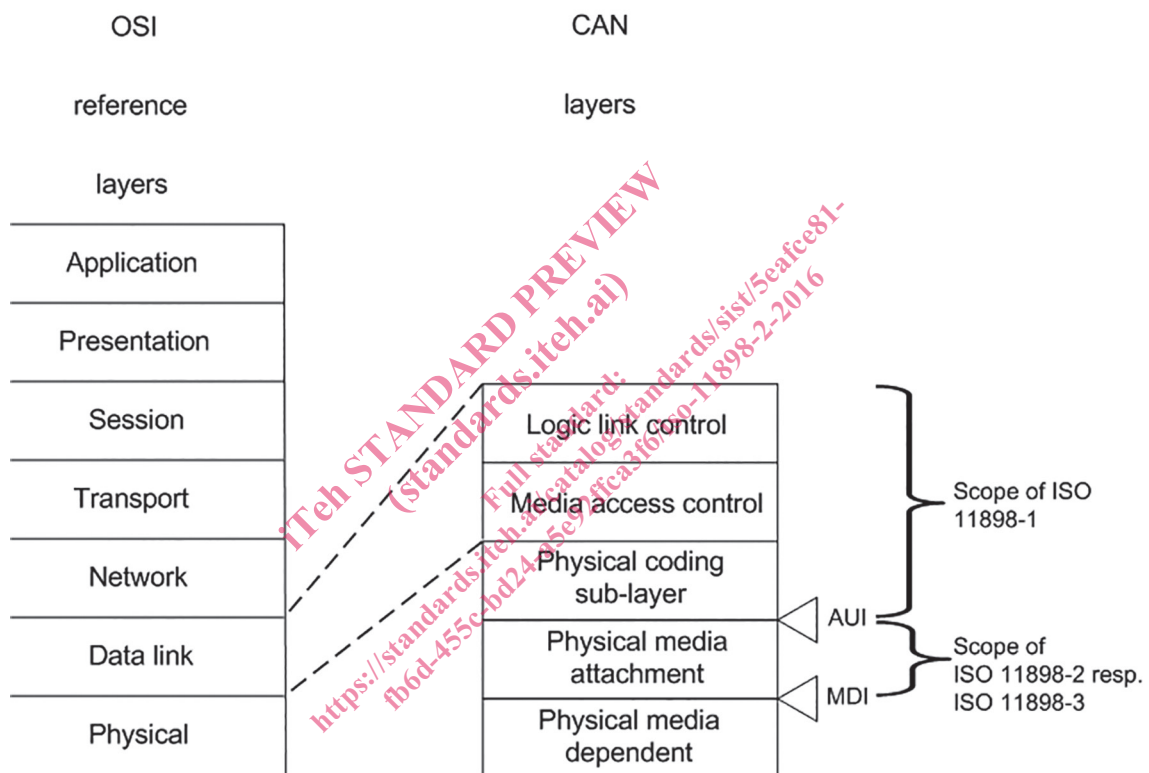 OSI
reference
layers
CAN
layers
Application
Presentation
Session
Transport
Network
Data link
Physical
Logic link control
Media access control
Physical coding
sub-layer
Physical media
attachment
Physical media
dependent
AUI
MDI
Scope of ISO
11898-1
Scope of
ISO 11898-2 resp.
ISO 11898-3
iTeh STANDARD PREVIEW
(standards.iteh.ai)
Full standard:
https://standards.iteh.ai/catalog/standards/sist/5eafce81-
fb6d-455c-bd24-a5e92ffca3f6/iso-11898-2-2016